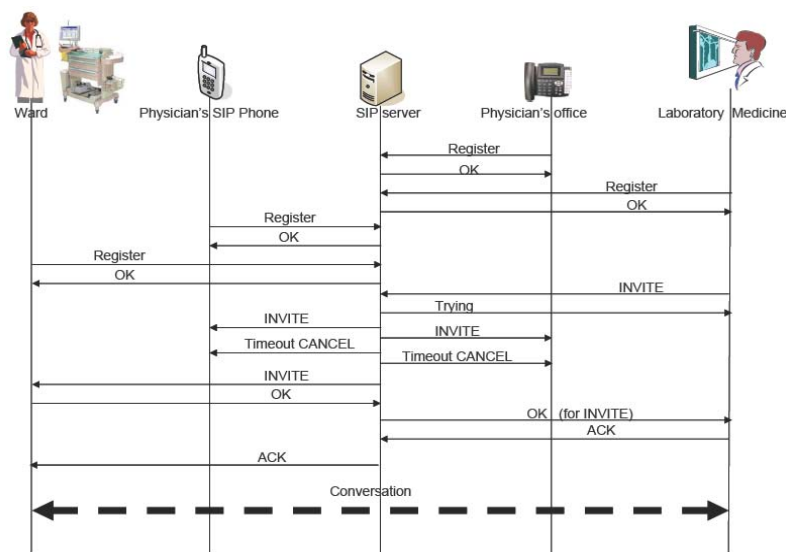 Ward
Physician's SIP Phone
SIP server
Physician's office
Laboratory Medicine
Register
OK
Register
OK
Register
OK
Register
OK
INVITE
Trying
INVITE
INVITE
Timeout CANCEL
Timeout CANCEL
INVITE
OK
OK (for INVITE)
ACK
ACK
Conversation